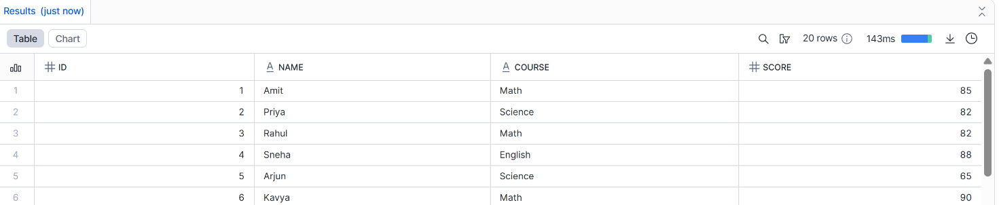 Results (just now)
Table Chart 20 rows 143ms
ID NAME COURSE SCORE
1 1 Amit Math 85
2 2 Priya Science 82
3 3 Rahul Math 82
4 4 Sneha English 88
5 5 Arjun Science 65
6 6 Kavya Math 90